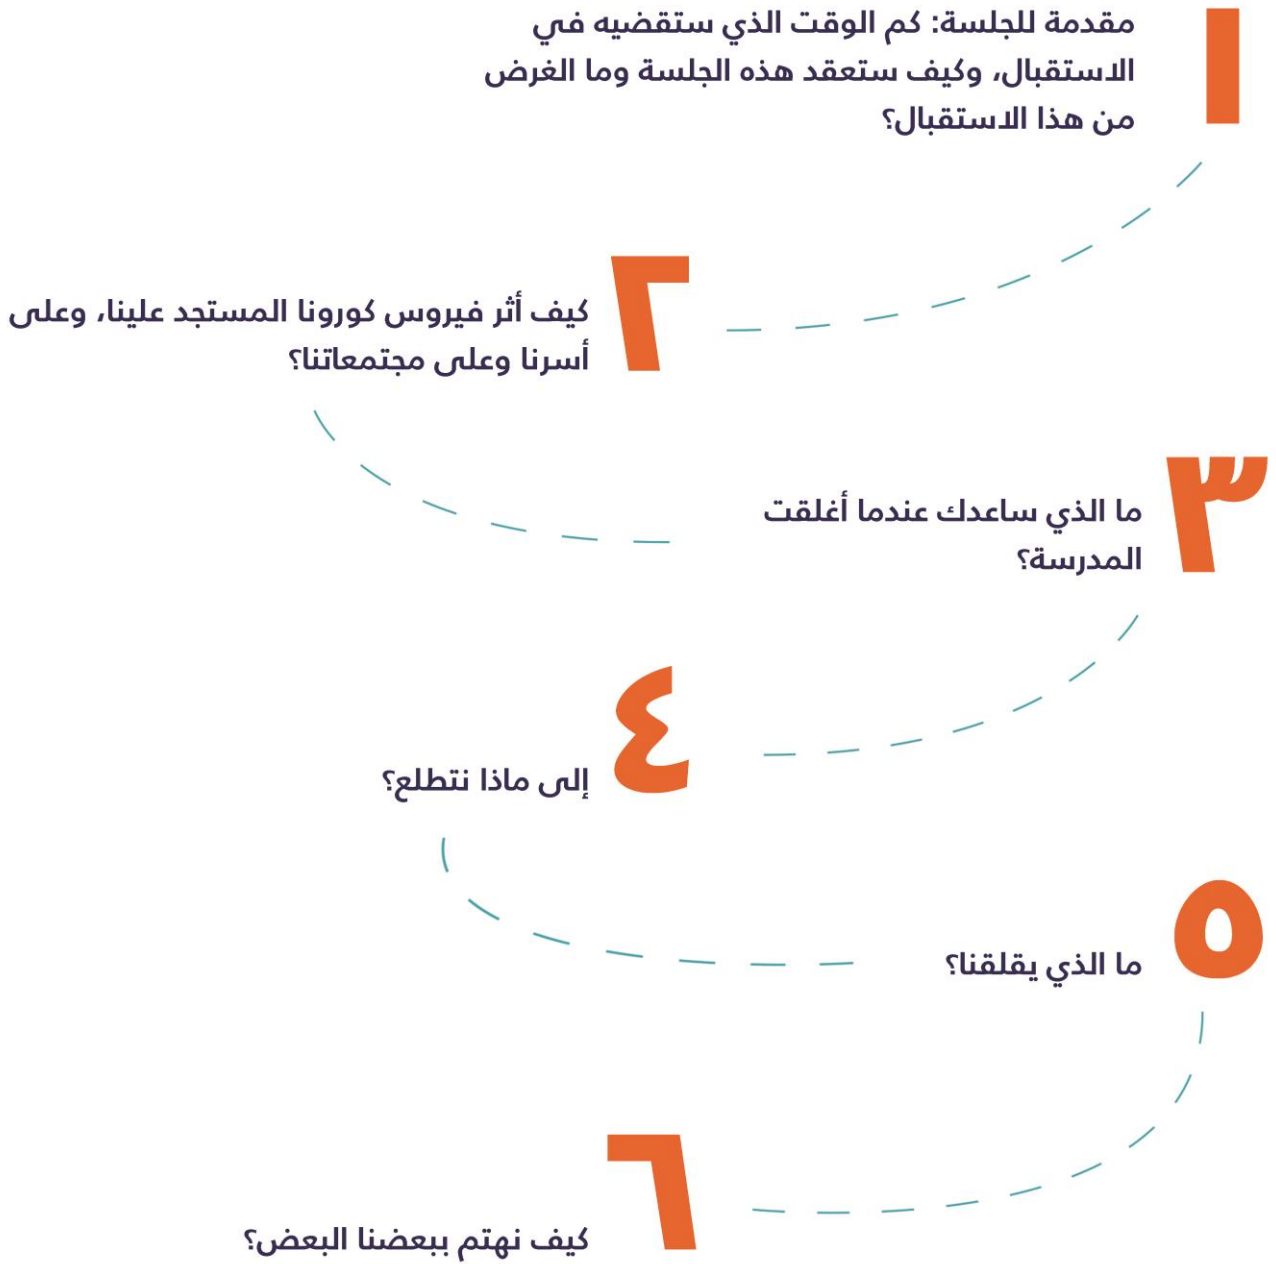 ١
مقدمة للجلسة: كم الوقت الذي ستقضيه في
الاستقبال، وكيف ستعقد هذه الجلسة وما الغرض
من هذا الاستقبال؟
٢
كيف أثر فيروس كورونا المستجد علينا، وعلى
أسرنا وعلى مجتمعاتنا؟
٣
ما الذي ساعدك عندما أغلقت
المدرسة؟
٤
إلى ماذا نتطلع؟
٥
ما الذي يقلقنا؟
٦
كيف نهتم ببعضنا البعض؟